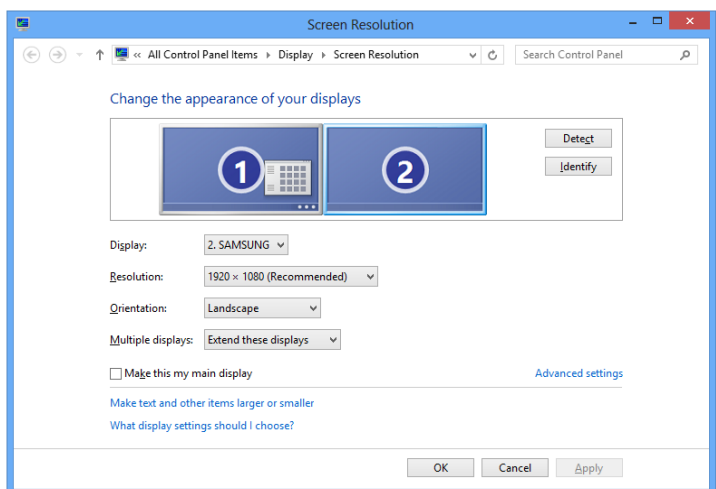 Screen Resolution
« All Control Panel Items Display Screen Resolution Search Control Panel
Change the appearance of your displays
1 2
Detect
Identify
Display: 2. SAMSUNG
Resolution: 1920 × 1080 (Recommended)
Orientation: Landscape
Multiple displays: Extend these displays
Make this my main display Advanced settings
Make text and other items larger or smaller
What display settings should I choose?
OK Cancel Apply